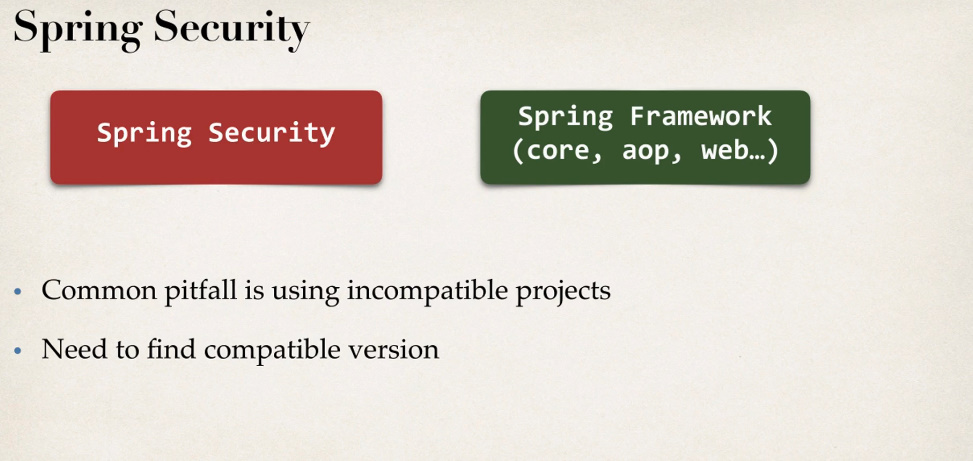 Spring Security
Spring Security
Spring Framework
(core, aop, web…)
• Common pitfall is using incompatible projects
• Need to find compatible version